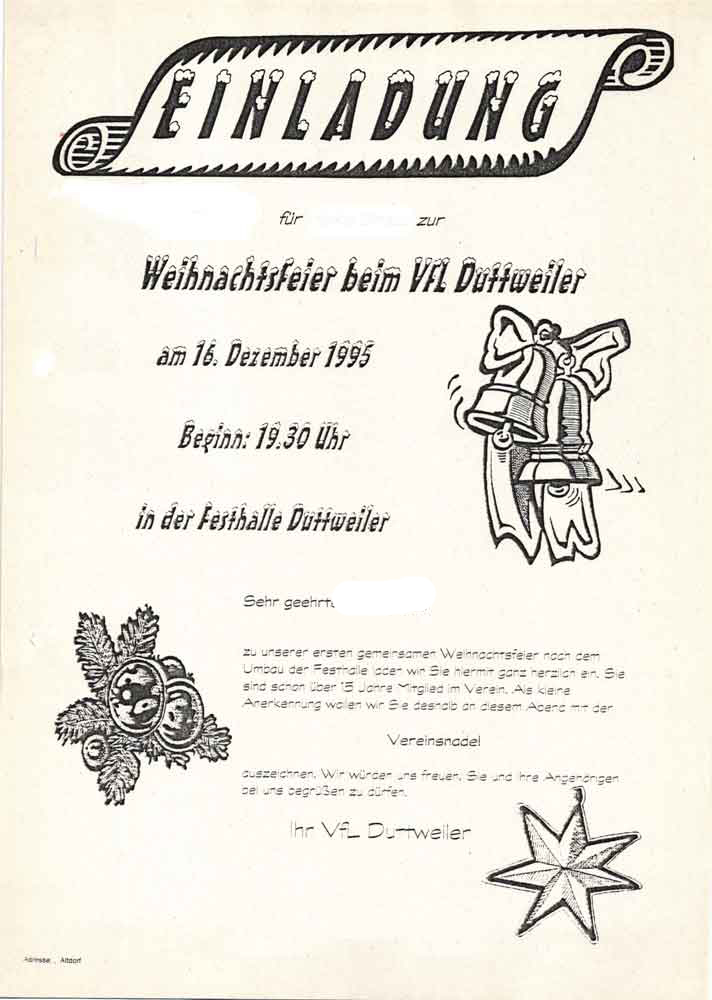 EINLADUNG
für zur
Weihnachtsfeier beim VfL Duttweiler
am 16. Dezember 1995
Beginn: 19.30 Uhr
in der Festhalle Duttweiler
Sehr geehrte
zu unserer ersten gemeinsamen Weihnachtsfeier nach dem
Umbau der Festhalle laden wir Sie hiermit ganz herzlich ein. Sie
sind schon über 15 Jahre Mitglied im Verein. Als kleine
Anerkennung wollen wir Sie deshalb an diesem Abend mit der
Vereinsnadel
auszeichnen. Wir würden uns freuen, Sie und Ihre Angehörigen
bei uns begrüßen zu dürfen.
Ihr VfL Duttweiler
Adresse: , Altdorf